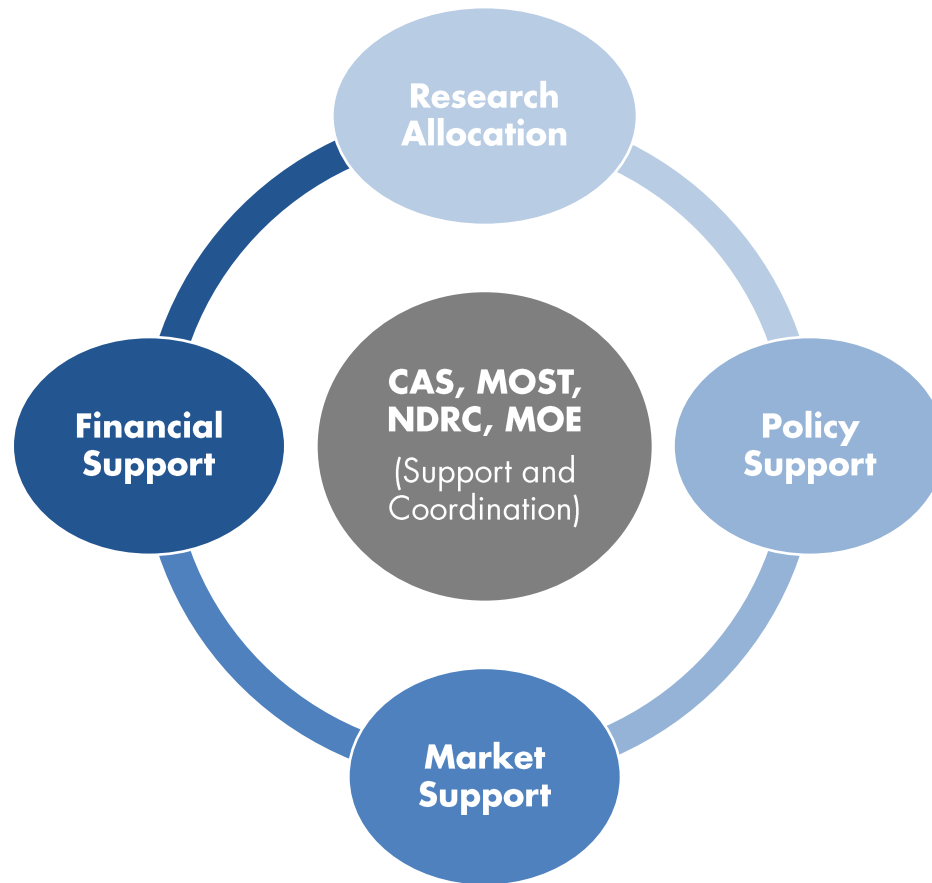 Research
Allocation
CAS, MOST,
NDRC, MOE
(Support and
Coordination)
Financial
Support
Policy
Support
Market
Support